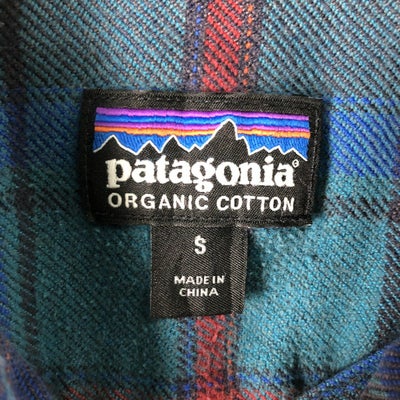 patagonia®
ORGANIC COTTON
S
MADE IN
CHINA